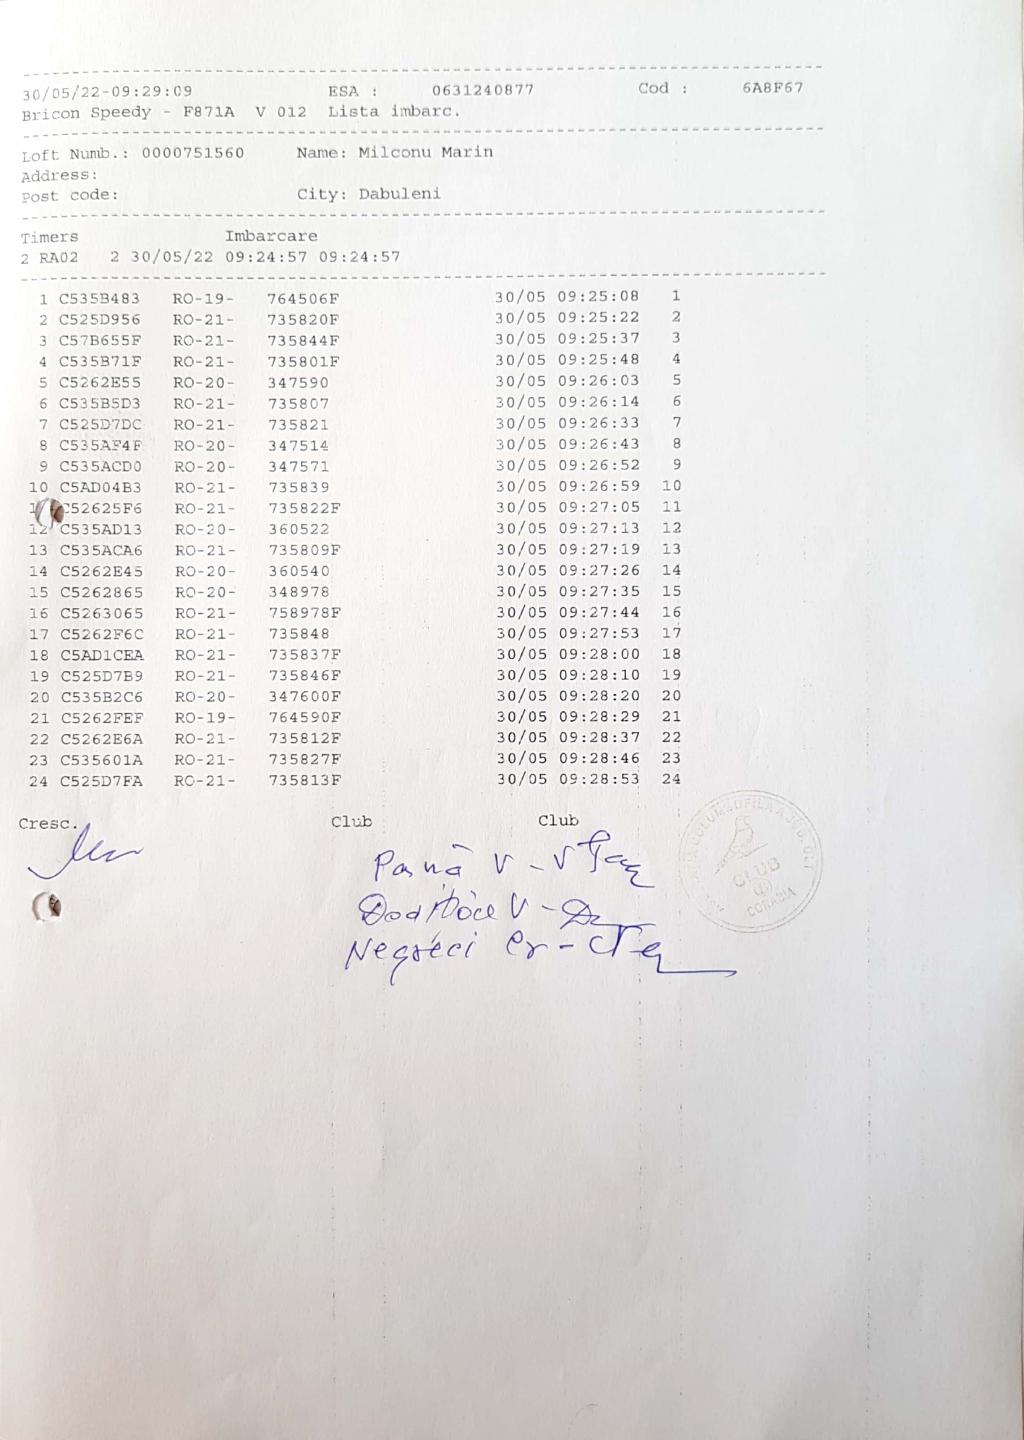 30/05/22-09:29:09 ESA : 0631240877 Cod : 6A8F67
Bricon Speedy - F871A V 012 Lista imbarc.
Loft Numb.: 0000751560 Name: Milconu Marin
Address:
Post code: City: Dabuleni
Timers Imbarcare
2 RA02 2 30/05/22 09:24:57 09:24:57
1 C535B483 RO-19- 764506F 30/05 09:25:08 1
2 C525D956 RO-21- 735820F 30/05 09:25:22 2
3 C57B655F RO-21- 735844F 30/05 09:25:37 3
4 C535B71F RO-21- 735801F 30/05 09:25:48 4
5 C5262E55 RO-20- 347590 30/05 09:26:03 5
6 C535B5D3 RO-21- 735807 30/05 09:26:14 6
7 C525D7DC RO-21- 735821 30/05 09:26:33 7
8 C535AF4F RO-20- 347514 30/05 09:26:43 8
9 C535ACD0 RO-20- 347571 30/05 09:26:52 9
10 C5AD04B3 RO-21- 735839 30/05 09:26:59 10
52625F6 RO-21- 735822F 30/05 09:27:05 11
12 C535AD13 RO-20- 360522 30/05 09:27:13 12
13 C535ACA6 RO-21- 735809F 30/05 09:27:19 13
14 C5262E45 RO-20- 360540 30/05 09:27:26 14
15 C5262865 RO-20- 348978 30/05 09:27:35 15
16 C5263065 RO-21- 758978F 30/05 09:27:44 16
17 C5262F6C RO-21- 735848 30/05 09:27:53 17
18 C5AD1CEA RO-21- 735837F 30/05 09:28:00 18
19 C525D7B9 RO-21- 735846F 30/05 09:28:10 19
20 C535B2C6 RO-20- 347600F 30/05 09:28:20 20
21 C5262FEF RO-19- 764590F 30/05 09:28:29 21
22 C5262E6A RO-21- 735812F 30/05 09:28:37 22
23 C535601A RO-21- 735827F 30/05 09:28:46 23
24 C525D7FA RO-21- 735813F 30/05 09:28:53 24
Cresc. Club Club
Pană V -
V -
CLUB
CORABIA